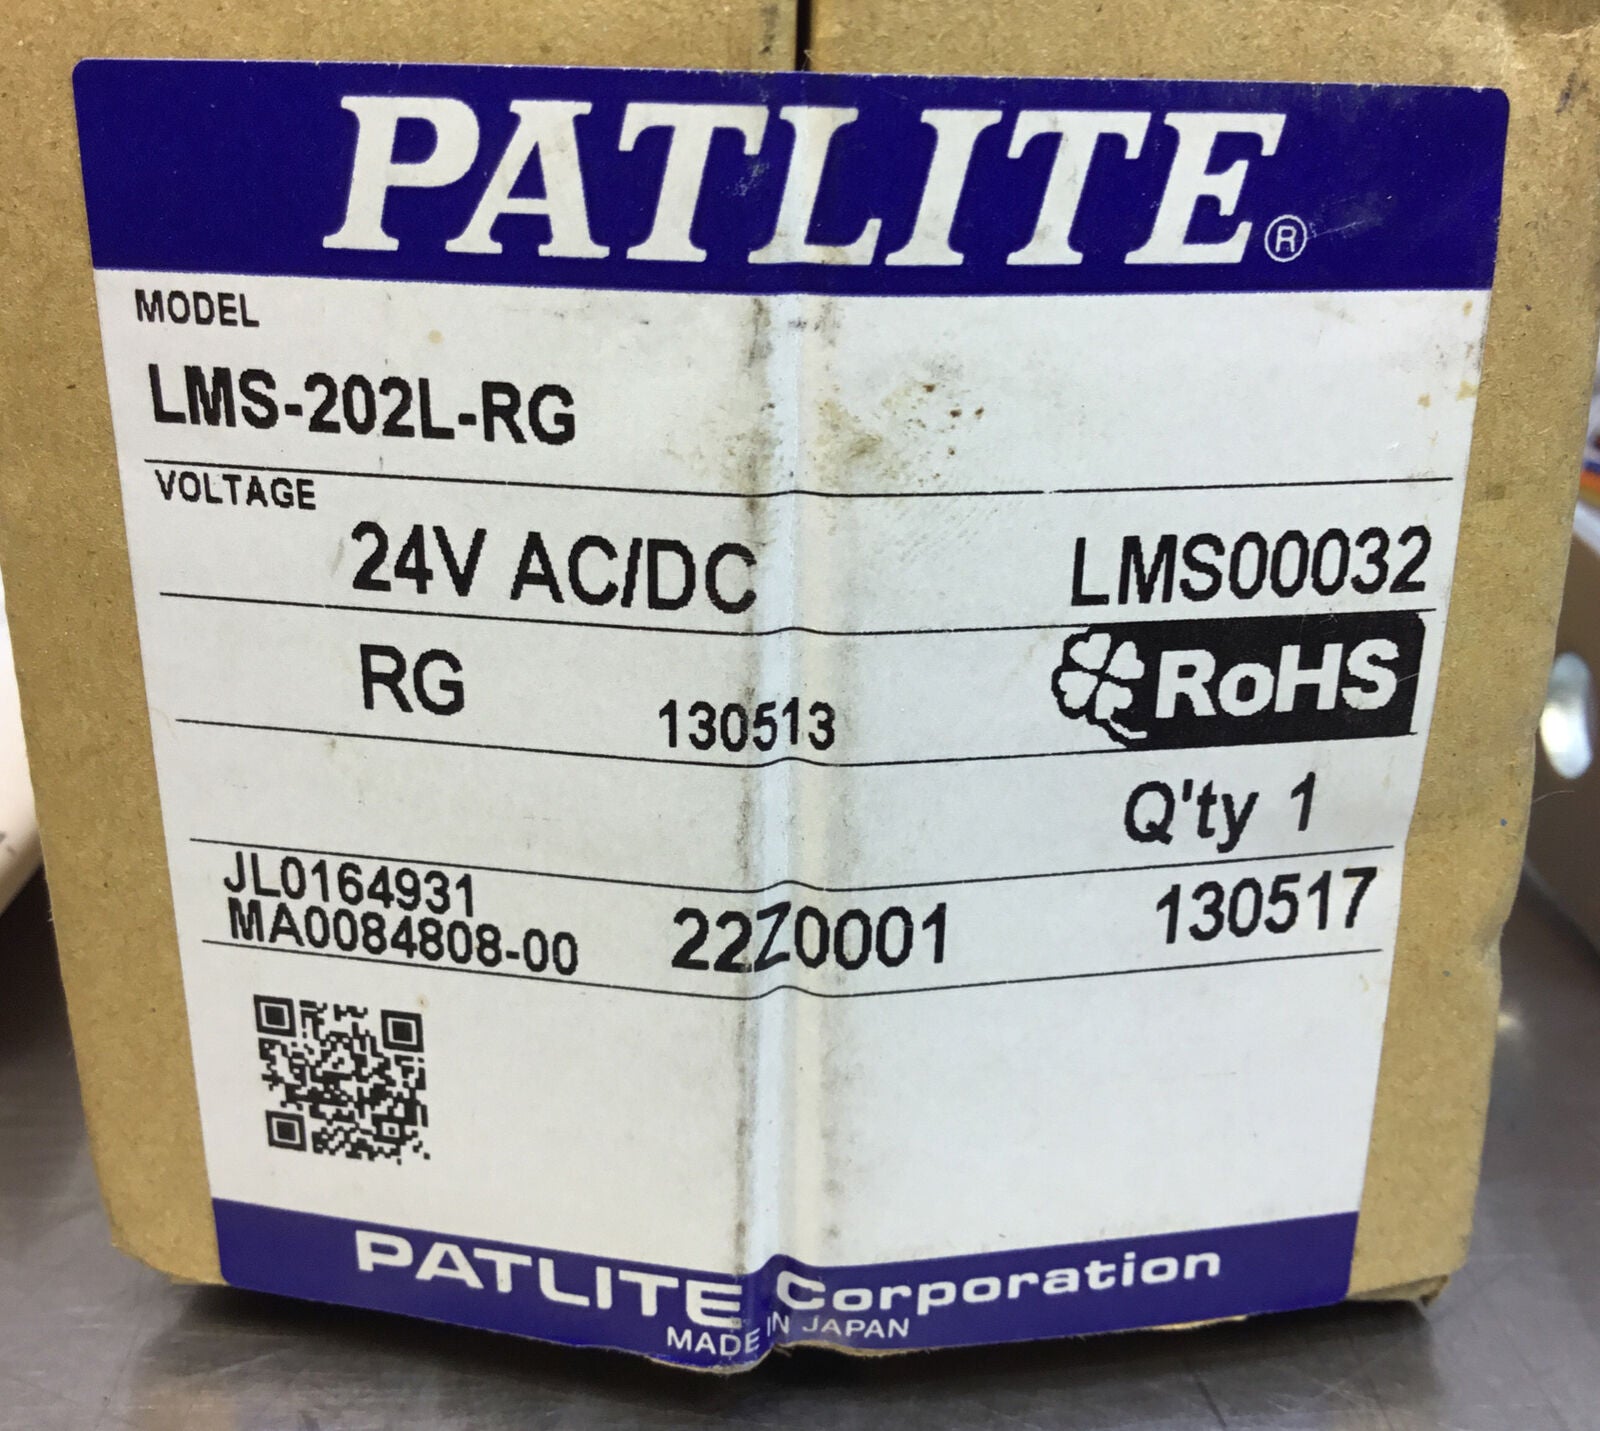 PATLITE®
MODEL
LMS-202L-RG
VOLTAGE
24V AC/DC LMS00032
RG 130513 RoHS
Q'ty 1
JL0164931
MA0084808-00 22Z0001 130517
PATLITE Corporation
MADE IN JAPAN